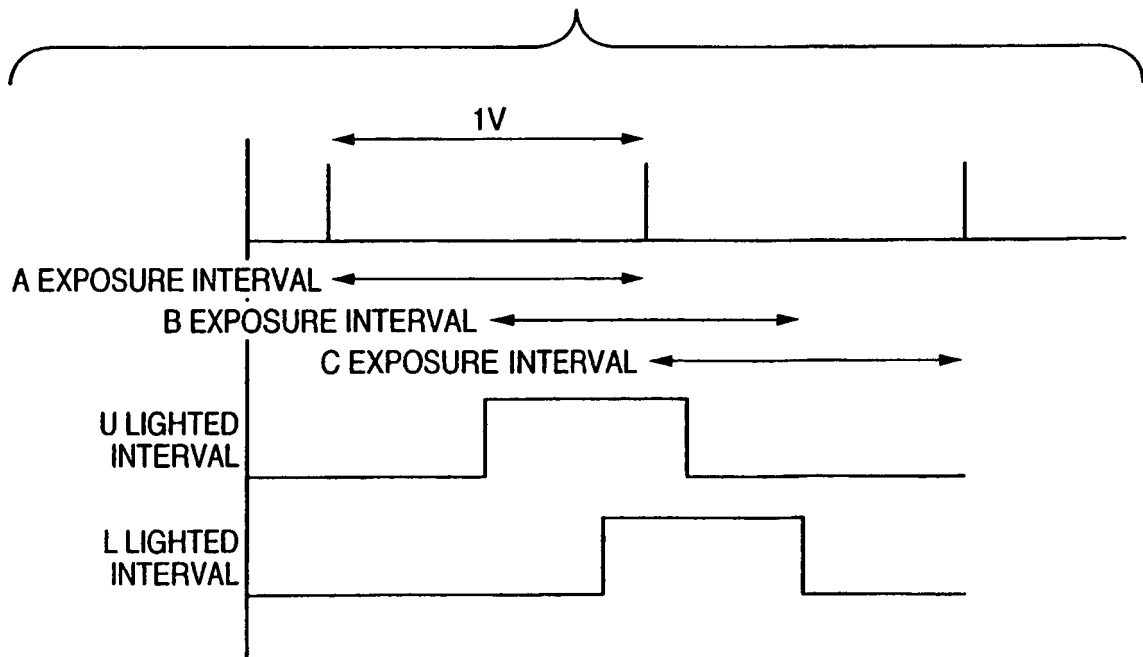 1V
A EXPOSURE INTERVAL
B EXPOSURE INTERVAL
C EXPOSURE INTERVAL
U LIGHTED
INTERVAL
L LIGHTED
INTERVAL